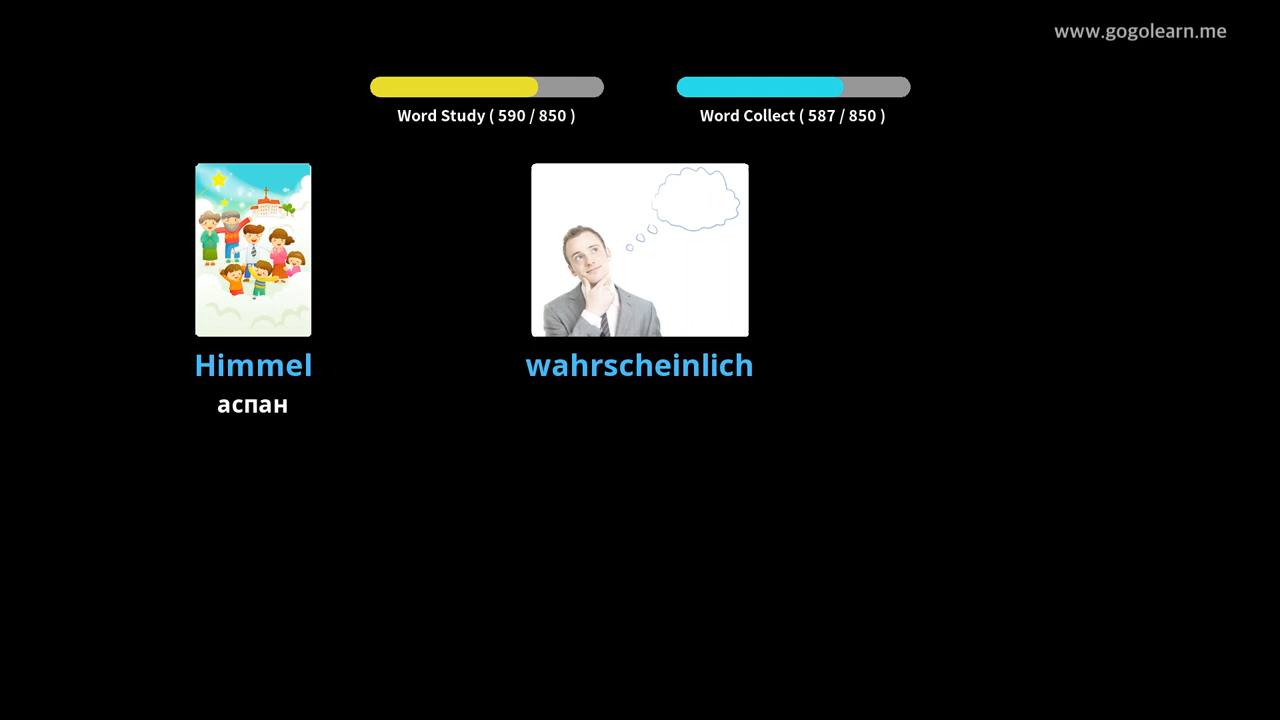 www.gogolearn.me
Word Study ( 590 / 850 )
Word Collect ( 587 / 850 )
Himmel
wahrscheinlich
аспан